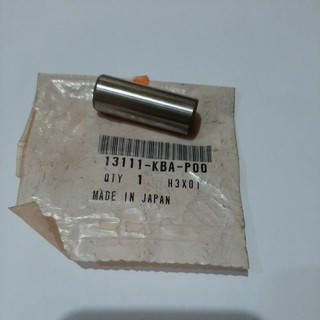 13111-KBA-P00
QTY 1 H3X01
MADE IN JAPAN